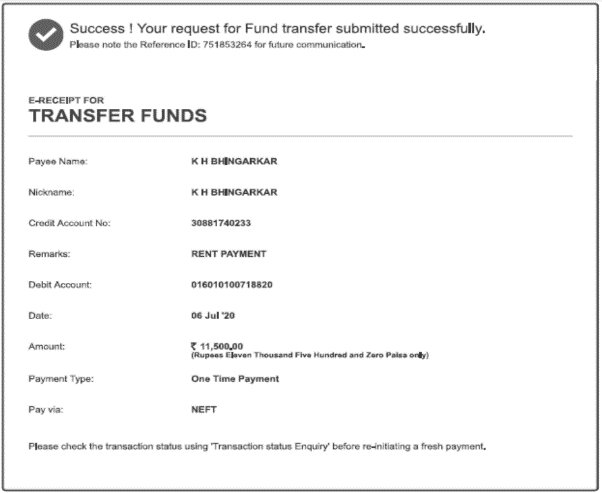 Success ! Your request for Fund transfer submitted successfully.
Please note the Reference ID: 751853264 for future communication.
E-RECEIPT FOR
TRANSFER FUNDS
Payee Name: K H BHINGARKAR
Nickname: K H BHINGARKAR
Credit Account No: 30881740233
Remarks: RENT PAYMENT
Debit Account: 016010100718820
Date: 06 Jul '20
Amount: ₹ 11,500.00
(Rupees Eleven Thousand Five Hundred and Zero Paisa only)
Payment Type: One Time Payment
Pay via: NEFT
Please check the transaction status using 'Transaction status Enquiry' before re-initiating a fresh payment.